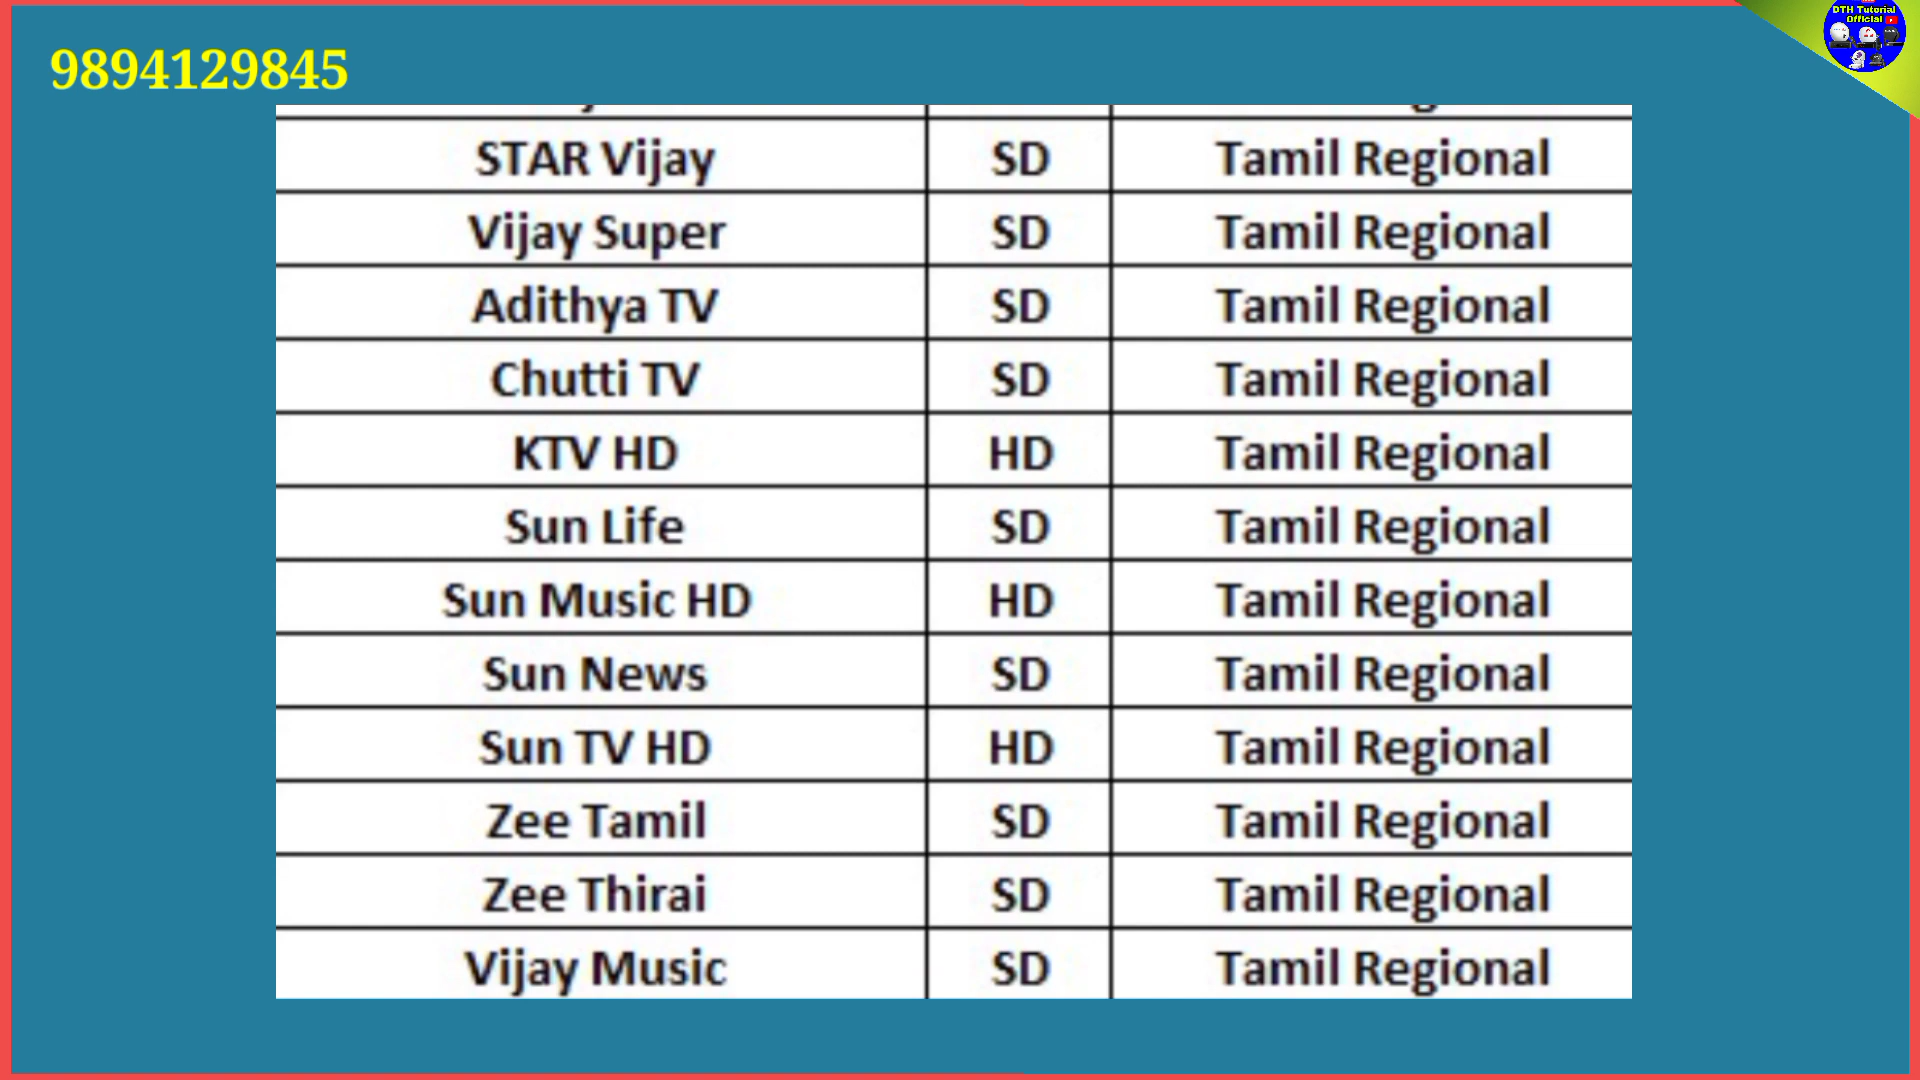 DTH Tutorial
Official
9894129845
STAR Vijay SD Tamil Regional
Vijay Super SD Tamil Regional
Adithya TV SD Tamil Regional
Chutti TV SD Tamil Regional
KTV HD HD Tamil Regional
Sun Life SD Tamil Regional
Sun Music HD HD Tamil Regional
Sun News SD Tamil Regional
Sun TV HD HD Tamil Regional
Zee Tamil SD Tamil Regional
Zee Thirai SD Tamil Regional
Vijay Music SD Tamil Regional